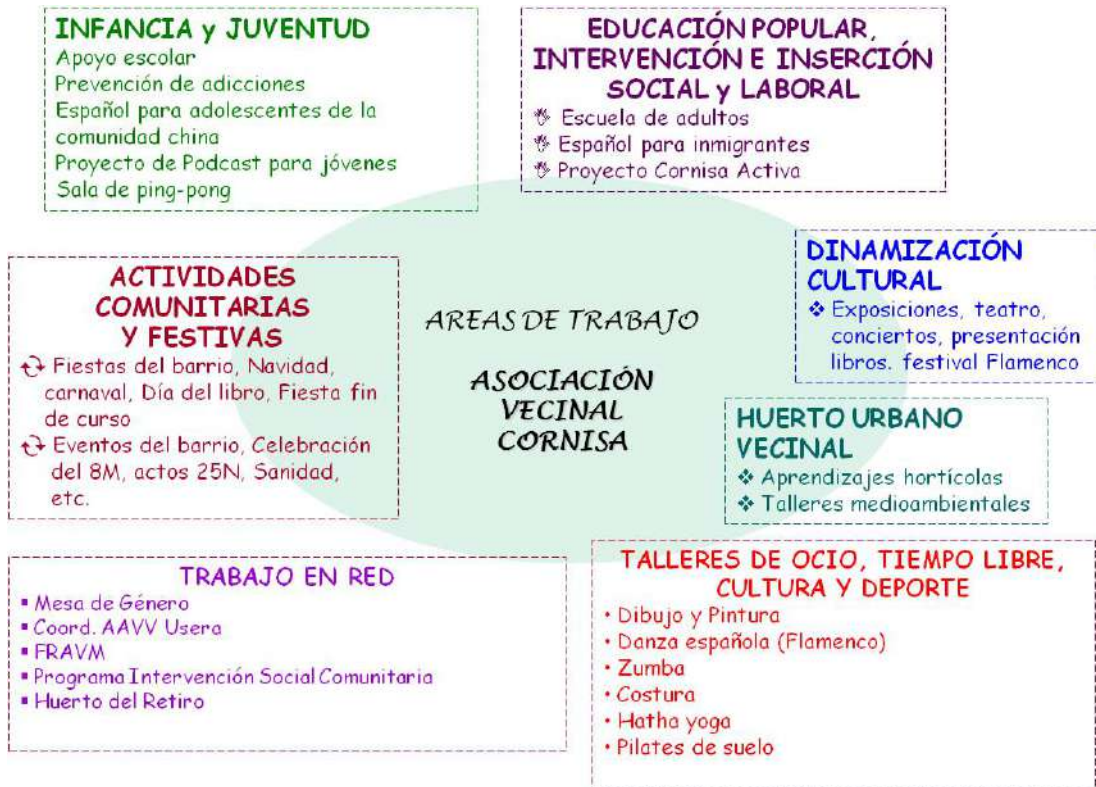 INFANCIA y JUVENTUD
Apoyo escolar
Prevención de adicciones
Español para adolescentes de la
comunidad china
Proyecto de Podcast para jóvenes
Sala de ping-pong
EDUCACIÓN POPULAR,
INTERVENCIÓN E INSERCIÓN
SOCIAL y LABORAL
Escuela de adultos
Español para inmigrantes
Proyecto Cornisa Activa
ACTIVIDADES
COMUNITARIAS
Y FESTIVAS
Fiestas del barrio, Navidad,
carnaval, Día del libro, Fiesta fin
de curso
Eventos del barrio, Celebración
del 8M, actos 25N, Sanidad,
etc.
AREAS DE TRABAJO
ASOCIACIÓN
VECINAL
CORNISA
DINAMIZACIÓN
CULTURAL
❖ Exposiciones, teatro,
conciertos, presentación
libros. festival Flamenco
HUERTO URBANO
VECINAL
❖ Aprendizajes hortícolas
❖ Talleres medioambientales
TRABAJO EN RED
▪ Mesa de Género
▪ Coord. AAVV Usera
▪ FRAVM
▪ Programa Intervención Social Comunitaria
▪ Huerto del Retiro
TALLERES DE OCIO, TIEMPO LIBRE,
CULTURA Y DEPORTE
• Dibujo y Pintura
• Danza española (Flamenco)
• Zumba
• Costura
• Hatha yoga
• Pilates de suelo